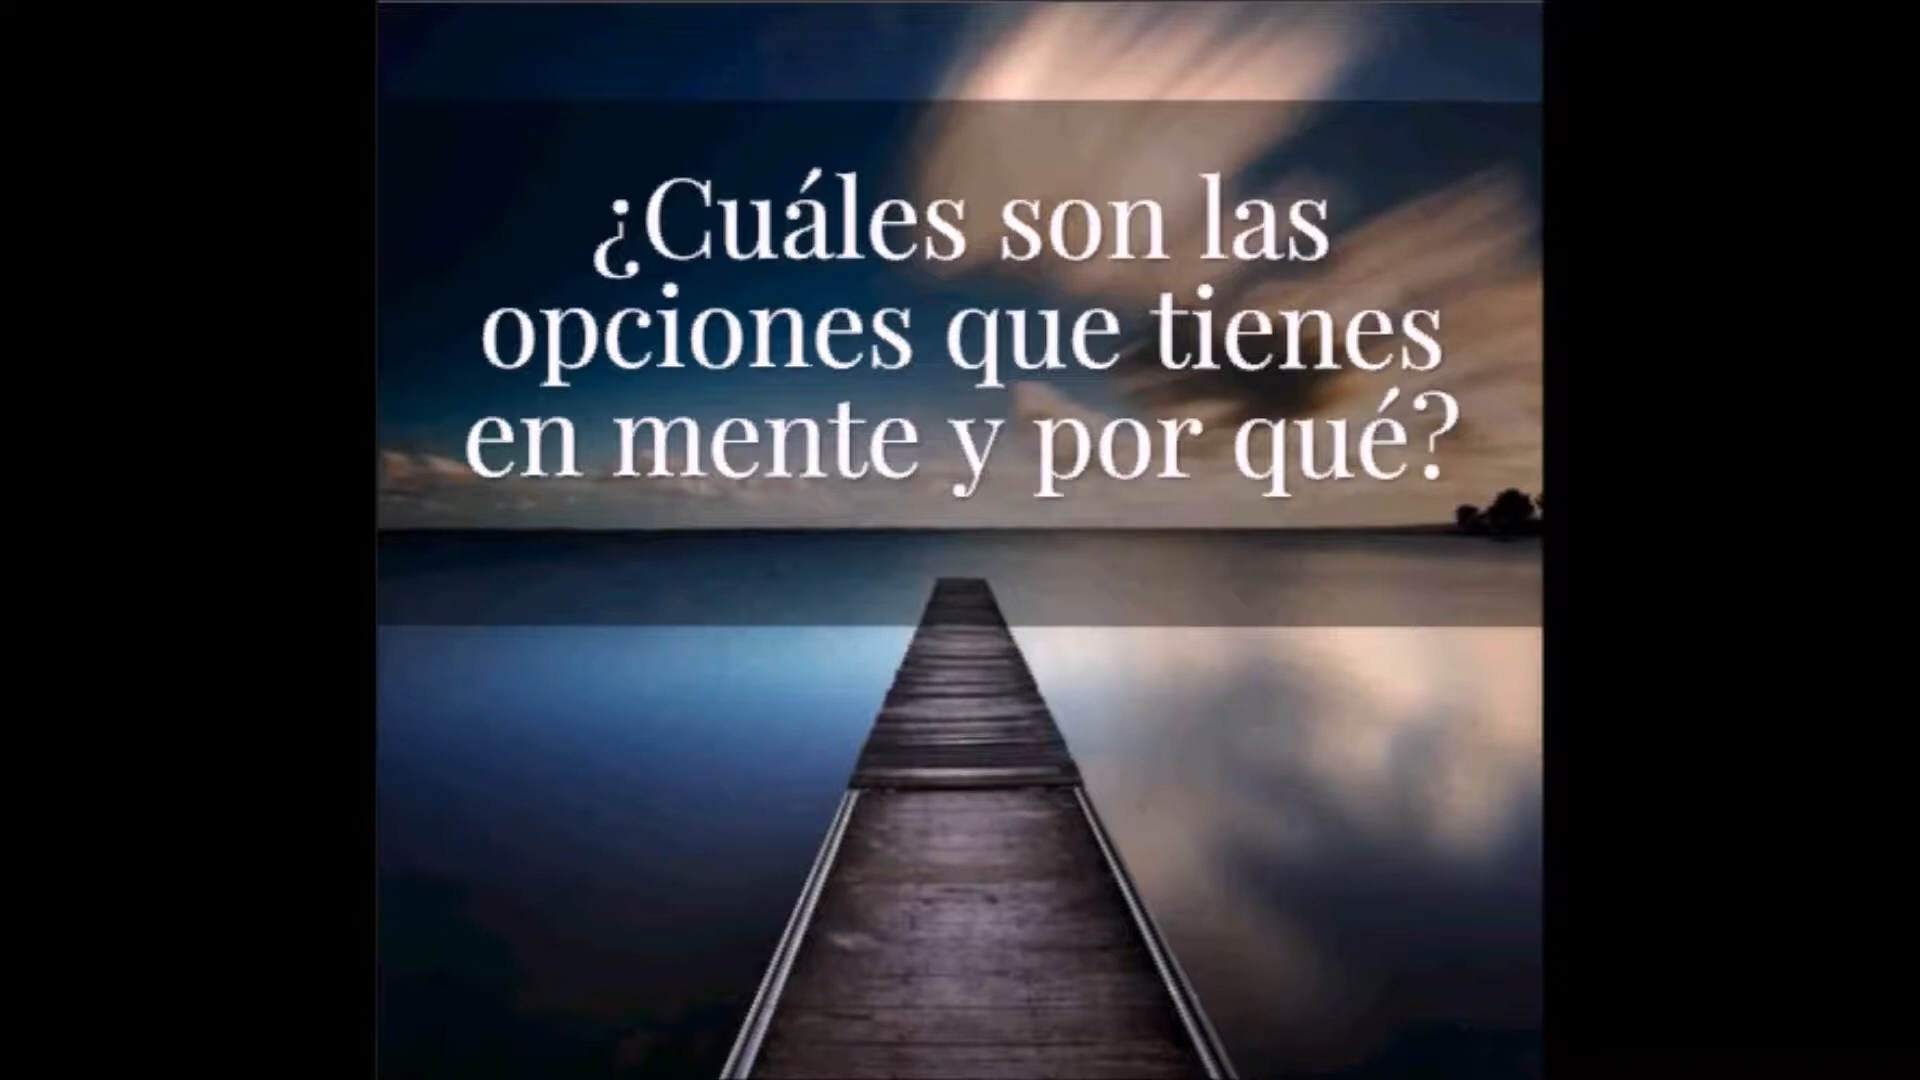 ¿Cuáles son las
opciones que tienes
en mente y por qué?